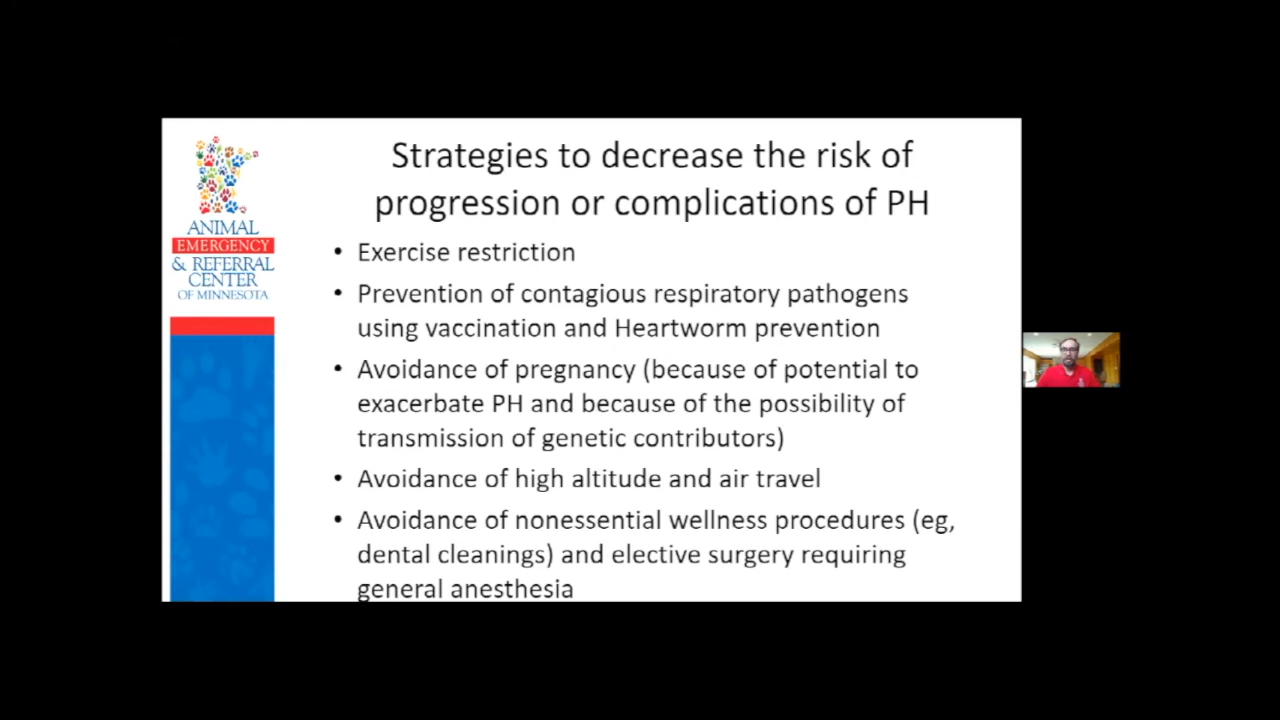 Strategies to decrease the risk of
progression or complications of PH
ANIMAL
EMERGENCY
& REFERRAL
CENTER
OF MINNESOTA
• Exercise restriction
• Prevention of contagious respiratory pathogens
using vaccination and Heartworm prevention
• Avoidance of pregnancy (because of potential to
exacerbate PH and because of the possibility of
transmission of genetic contributors)
• Avoidance of high altitude and air travel
• Avoidance of nonessential wellness procedures (eg,
dental cleanings) and elective surgery requiring
general anesthesia